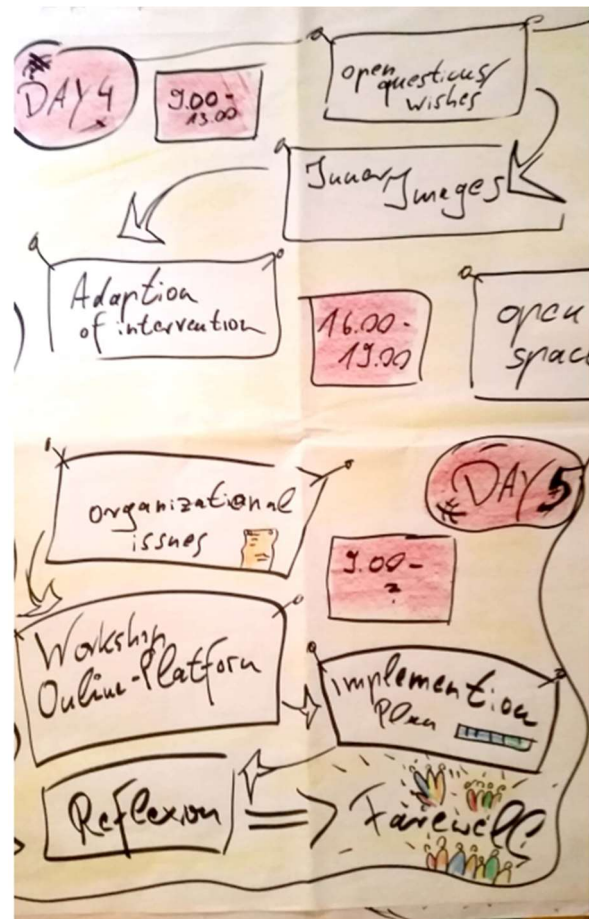 DAY 4
9.00-
13.00
open
questions/
wishes
Inner Images
Adaption
of intervention
16.00-
19.00
open
space
organizational
issues
DAY 5
9.00-
?
Workshop
Online-Platform
implemention
Plan
Reflexion
Farewell